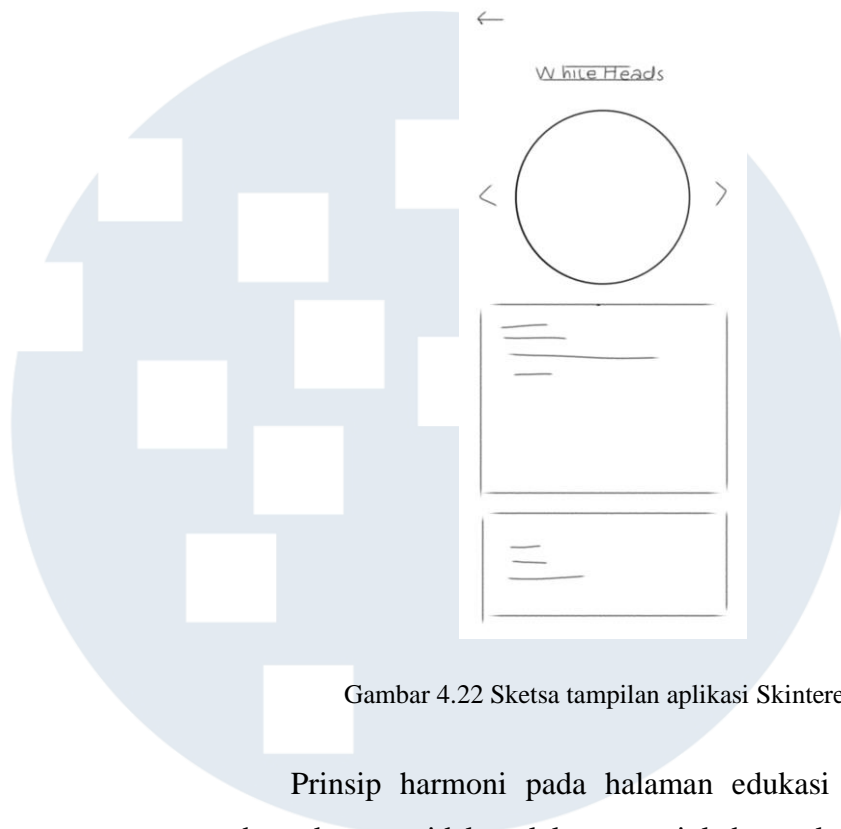 White Heads
Gambar 4.22 Sketsa tampilan aplikasi Skintere
Prinsip harmoni pada halaman edukasi